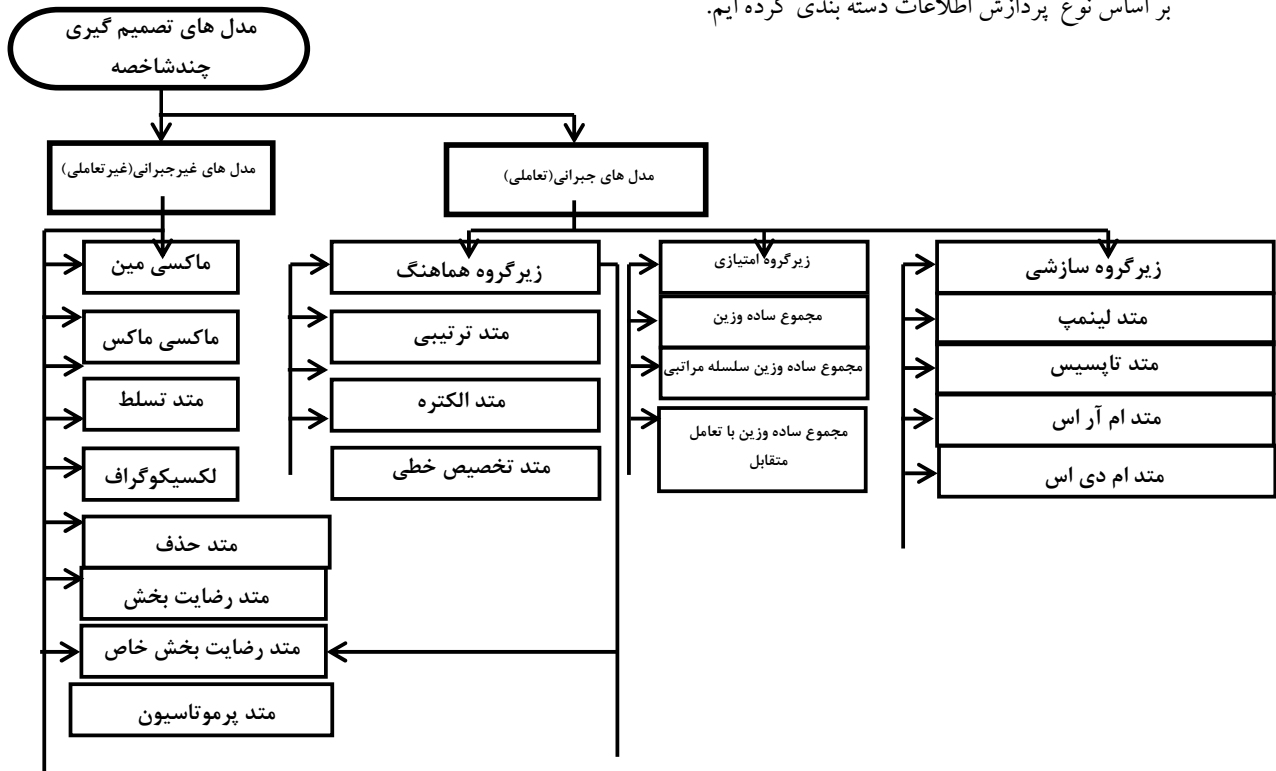 بر اساس نوع پردازش اطلاعات دسته بندی کرده ایم.
مدل های تصمیم گیری
چندشاخصه
مدل های غیرجبرانی(غیرتعاملی)
مدل های جبرانی(تعاملی)
ماکسی مین
ماکسی ماکس
متد تسلط
لکسیکوگراف
متد حذف
متد رضایت بخش
متد رضایت بخش خاص
متد پرموتاسیون
زیرگروه هماهنگ
متد ترتیبی
متد الکتره
متد تخصیص خطی
زیرگروه امتیازی
مجموع ساده وزین
مجموع ساده وزین سلسله مراتبی
مجموع ساده وزین با تعامل
متقابل
زیرگروه سازشی
متد لینمپ
متد تاپسیس
متد ام آر اس
متد ام دی اس